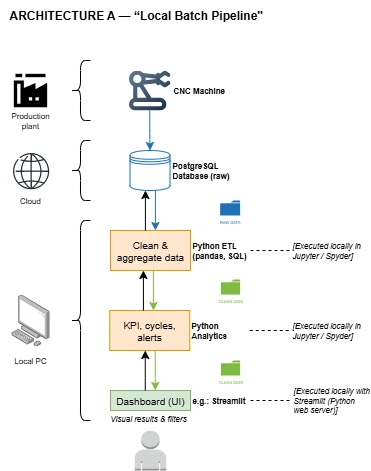 ARCHITECTURE A — “Local Batch Pipeline"
CNC Machine
Production
plant
PostgreSQL
Database (raw)
Cloud
RAW DATA
Clean &
aggregate data
Python ETL
(pandas, SQL)
[Executed locally in
Jupyter / Spyder]
CLEAN DATA
KPI, cycles,
alerts
Python
Analytics
[Executed locally in
Jupyter / Spyder]
Local PC
CLEAN DATA
Dashboard (UI)
e.g.: Streamlit
[Executed locally with
Streamlit (Python
web server)]
Visual results & filters